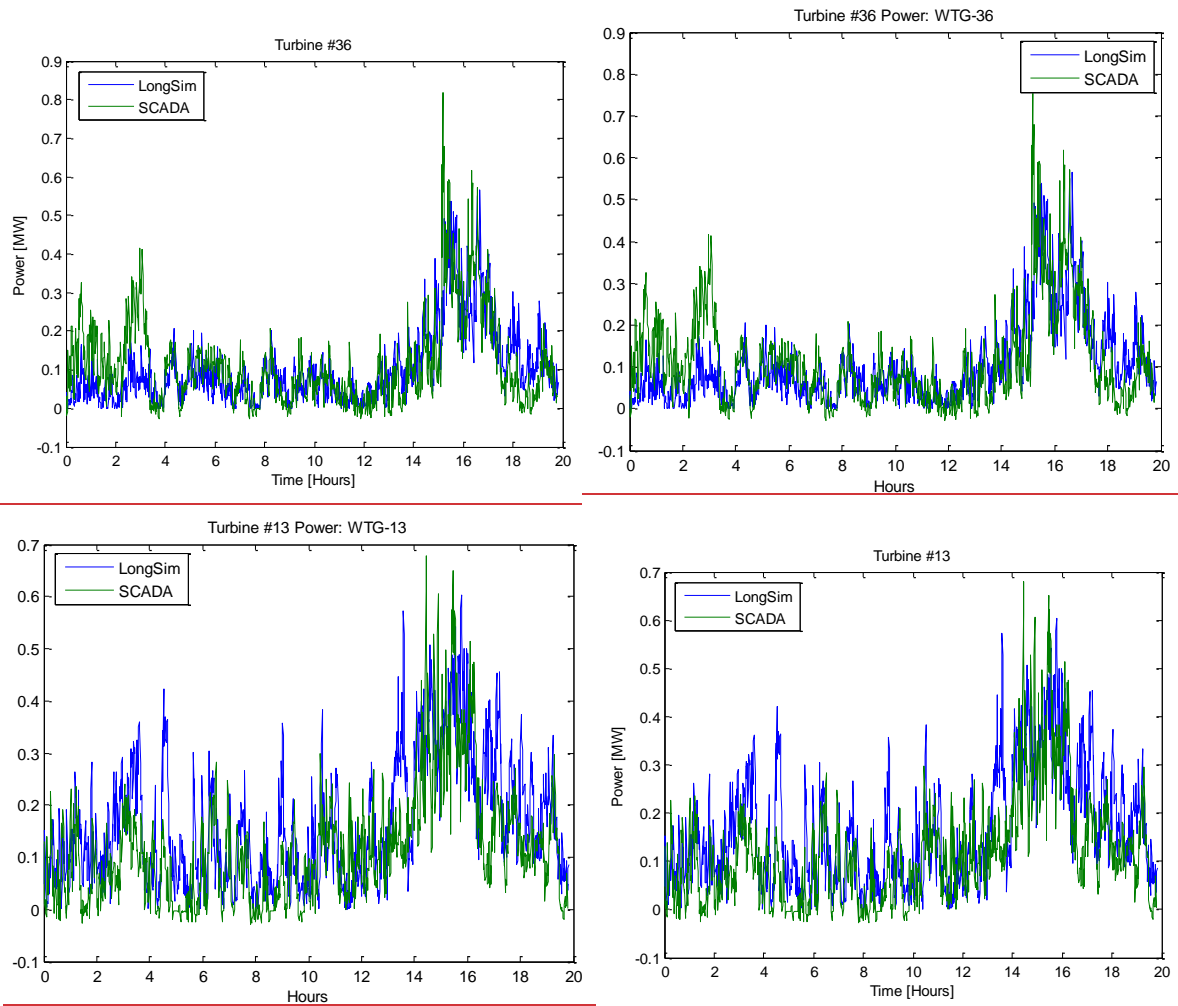 Turbine #36
LongSim
SCADA
Power [MW]
0.9
0.8
0.7
0.6
0.5
0.4
0.3
0.2
0.1
0
-0.1
0 2 4 6 8 10 12 14 16 18 20
Time [Hours]
Turbine #36 Power: WTG-36
LongSim
SCADA
0.9
0.8
0.7
0.6
0.5
0.4
0.3
0.2
0.1
0
-0.1
0 2 4 6 8 10 12 14 16 18 20
Hours
Turbine #13 Power: WTG-13
LongSim
SCADA
0.7
0.6
0.5
0.4
0.3
0.2
0.1
0
-0.1
0 2 4 6 8 10 12 14 16 18 20
Hours
Turbine #13
LongSim
SCADA
Power [MW]
0.7
0.6
0.5
0.4
0.3
0.2
0.1
0
-0.1
0 2 4 6 8 10 12 14 16 18 20
Time [Hours]